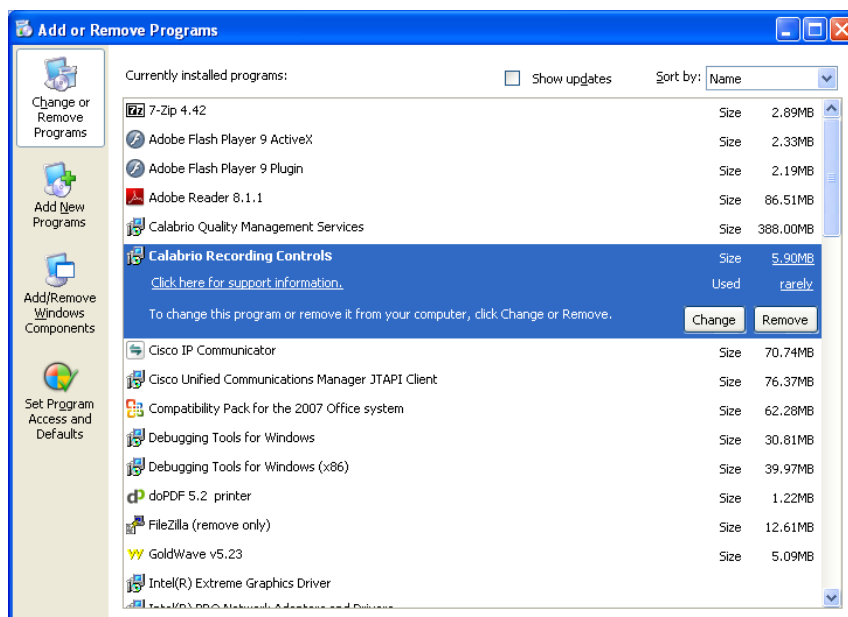 Add or Remove Programs
Change or
Remove
Programs
Add New
Programs
Add/Remove
Windows
Components
Set Program
Access and
Defaults
Currently installed programs:
Show updates
Sort by: Name
7-Zip 4.42 Size 2.89MB
Adobe Flash Player 9 ActiveX Size 2.33MB
Adobe Flash Player 9 Plugin Size 2.19MB
Adobe Reader 8.1.1 Size 86.51MB
Calabrio Quality Management Services Size 388.00MB
Calabrio Recording Controls Size 5.90MB
Click here for support information. Used rarely
To change this program or remove it from your computer, click Change or Remove. Change Remove
Cisco IP Communicator Size 70.74MB
Cisco Unified Communications Manager JTAPI Client Size 76.37MB
Compatibility Pack for the 2007 Office system Size 62.28MB
Debugging Tools for Windows Size 30.81MB
Debugging Tools for Windows (x86) Size 39.97MB
doPDF 5.2 printer Size 1.22MB
FileZilla (remove only) Size 12.61MB
GoldWave v5.23 Size 5.09MB
Intel(R) Extreme Graphics Driver
Intel(R) PRO Network Adapters and Drivers